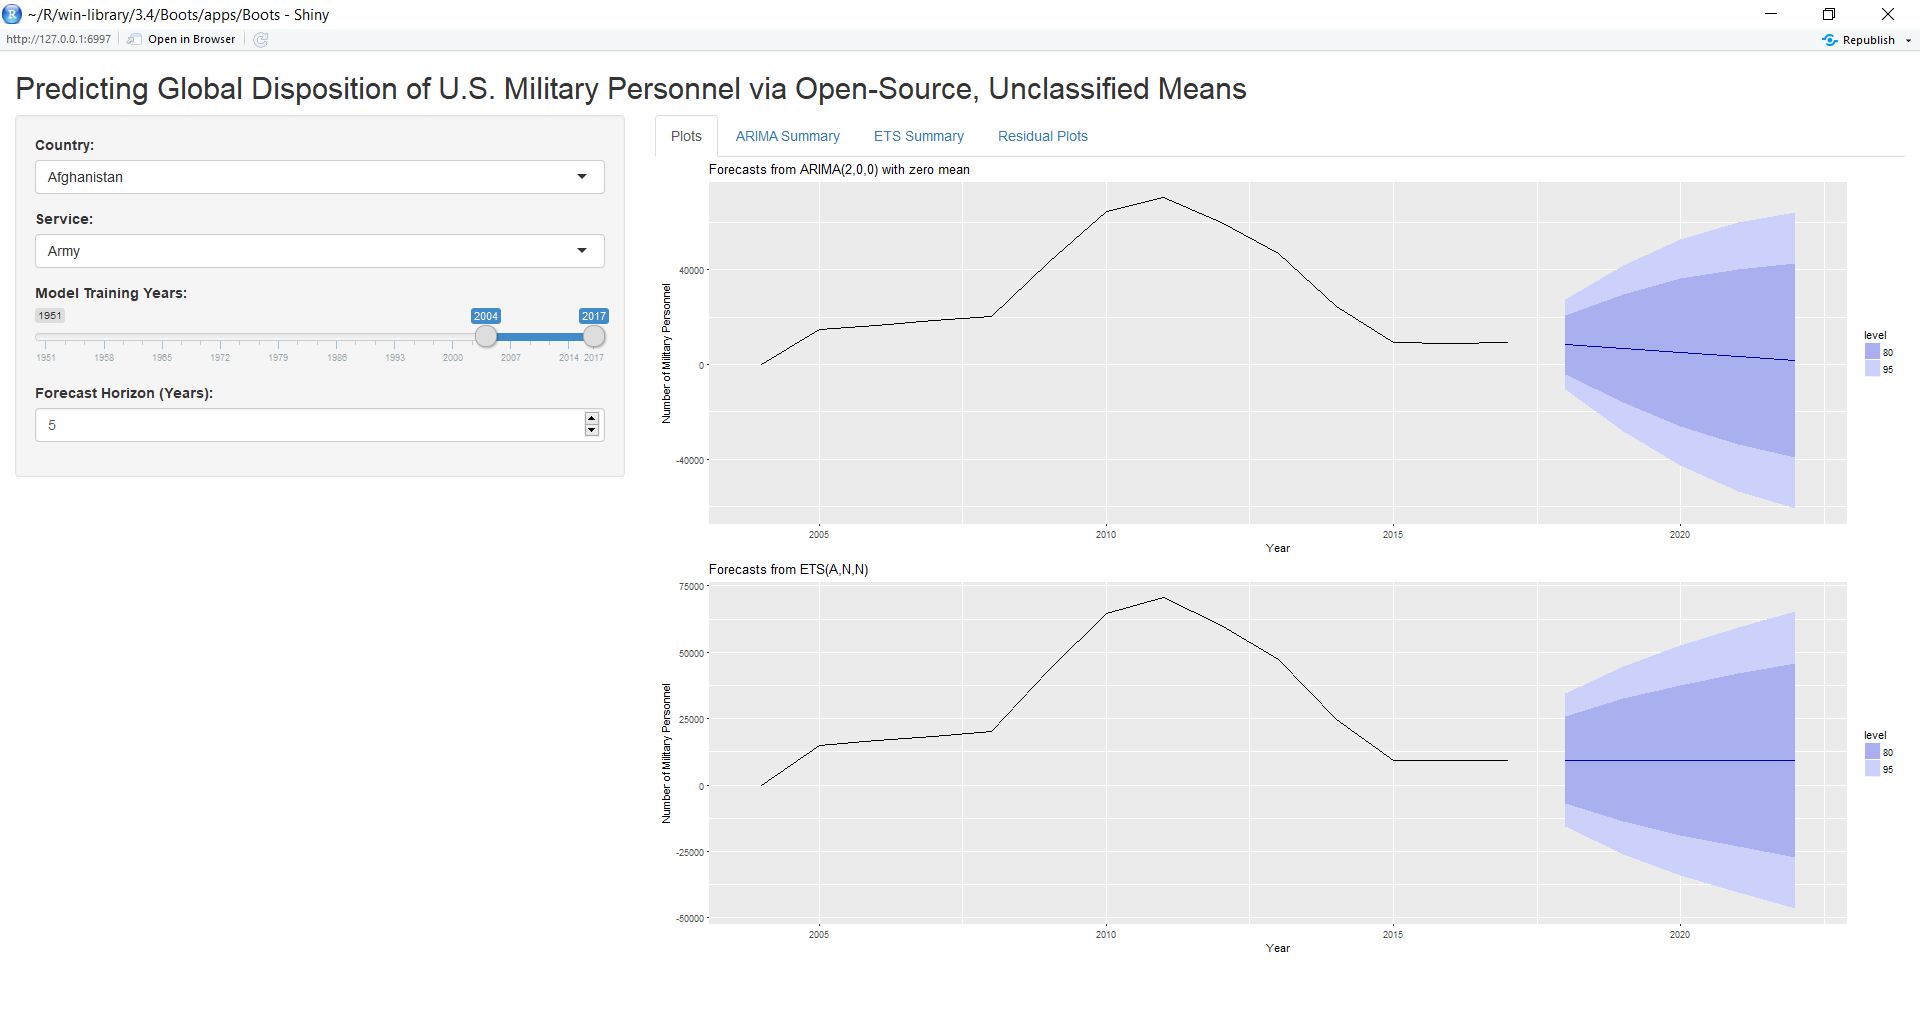 ~/R/win-library/3.4/Boots/apps/Boots - Shiny
http://127.0.0.1:6997 Open in Browser Republish
Predicting Global Disposition of U.S. Military Personnel via Open-Source, Unclassified Means
Country:
Afghanistan
Service:
Army
Model Training Years:
1951 2004 2017
1951 1958 1965 1972 1979 1986 1993 2000 2007 2014 2017
Forecast Horizon (Years):
5
Plots ARIMA Summary ETS Summary Residual Plots
Forecasts from ARIMA(2,0,0) with zero mean
Number of Military Personnel
40000
0
-40000
2005 2010 2015 2020
Year
level
80
95
Forecasts from ETS(A,N,N)
Number of Military Personnel
75000
50000
25000
0
-25000
-50000
2005 2010 2015 2020
Year
level
80
95